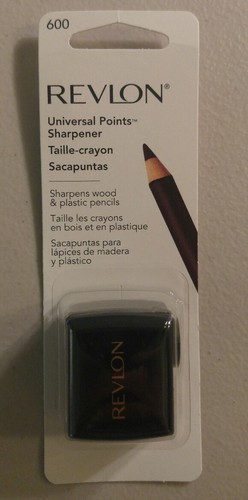 600
REVLON®
Universal Points™
Sharpener
Taille-crayon
Sacapuntas
Sharpens wood
& plastic pencils
Taille les crayons
en bois et en plastique
Sacapuntas para
lápices de madera
y plástico
REVLON